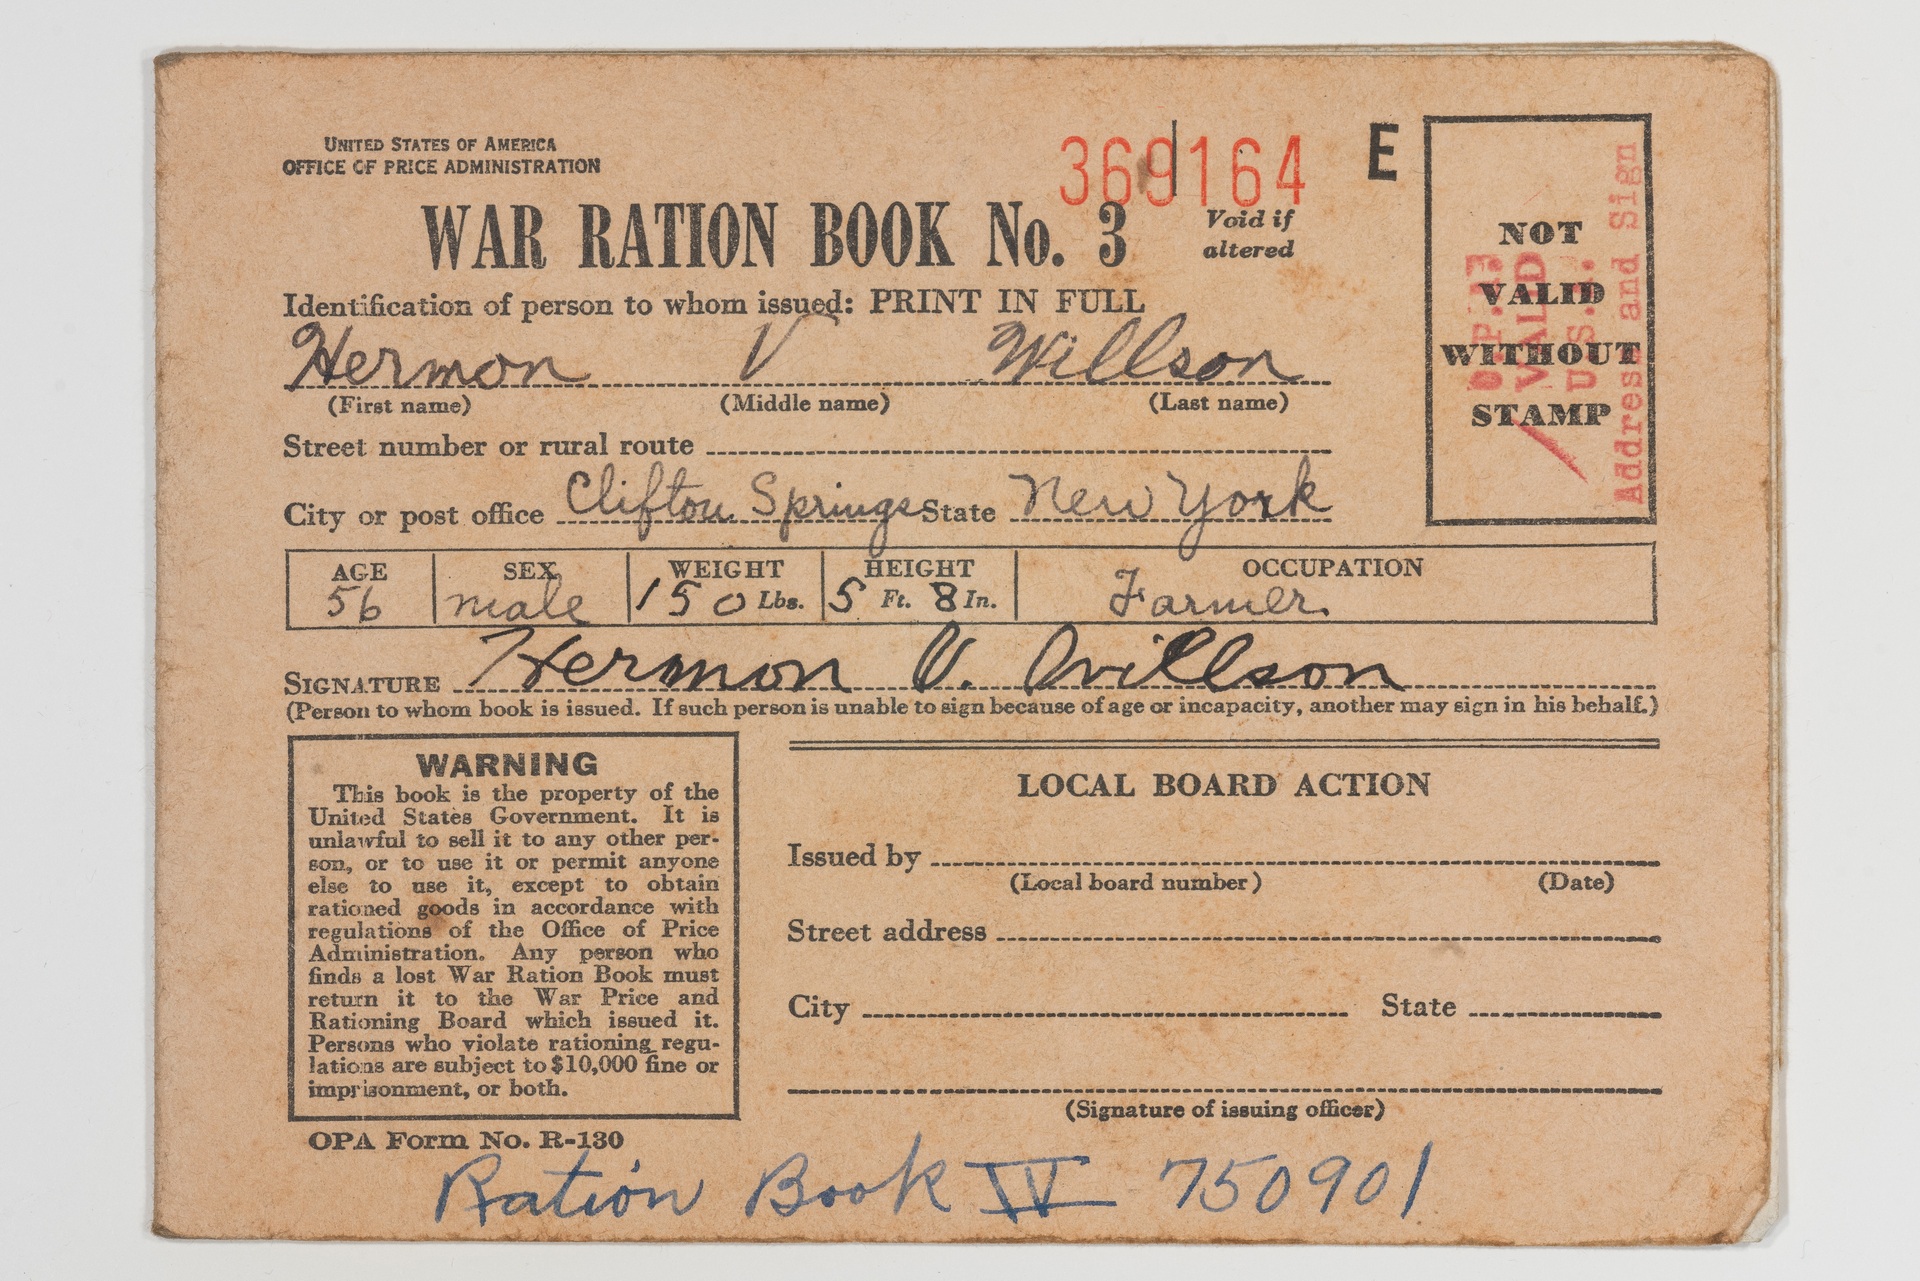 UNITED STATES OF AMERICA
OFFICE OF PRICE ADMINISTRATION
369164 E
WAR RATION BOOK No. 3
Void if
altered
Identification of person to whom issued: PRINT IN FULL
Hermon V Willson
(First name) (Middle name) (Last name)
Street number or rural route
City or post office Clifton Springs State New York
AGE SEX WEIGHT HEIGHT OCCUPATION
56 male 150 Lbs. 5 Ft. 8 In. Farmer
SIGNATURE Hermon V. Willson
(Person to whom book is issued. If such person is unable to sign because of age or incapacity, another may sign in his behalf.)
NOT
VALID
WITHOUT
STAMP
VALID
Address and Sign
WARNING
This book is the property of the
United States Government. It is
unlawful to sell it to any other per-
son, or to use it or permit anyone
else to use it, except to obtain
rationed goods in accordance with
regulations of the Office of Price
Administration. Any person who
finds a lost War Ration Book must
return it to the War Price and
Rationing Board which issued it.
Persons who violate rationing regu-
lations are subject to $10,000 fine or
imprisonment, or both.
OPA Form No. R-130
LOCAL BOARD ACTION
Issued by
(Local board number) (Date)
Street address
City State
(Signature of issuing officer)
Ration Book IV 750901